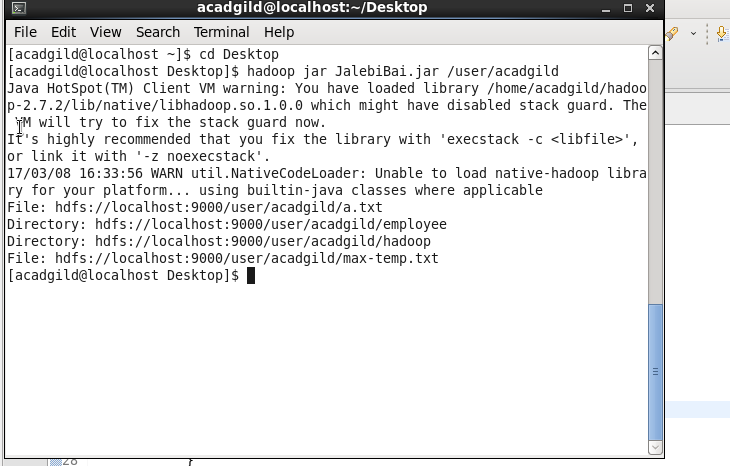 acadgild@localhost:~/Desktop
File Edit View Search Terminal Help
[acadgild@localhost ~]$ cd Desktop
[acadgild@localhost Desktop]$ hadoop jar JalebiBai.jar /user/acadgild
Java HotSpot(TM) Client VM warning: You have loaded library /home/acadgild/hadoo
p-2.7.2/lib/native/libhadoop.so.1.0.0 which might have disabled stack guard. The
VM will try to fix the stack guard now.
It's highly recommended that you fix the library with 'execstack -c <libfile>',
or link it with '-z noexecstack'.
17/03/08 16:33:56 WARN util.NativeCodeLoader: Unable to load native-hadoop libra
ry for your platform... using builtin-java classes where applicable
File: hdfs://localhost:9000/user/acadgild/a.txt
Directory: hdfs://localhost:9000/user/acadgild/employee
Directory: hdfs://localhost:9000/user/acadgild/hadoop
File: hdfs://localhost:9000/user/acadgild/max-temp.txt
[acadgild@localhost Desktop]$
28 }